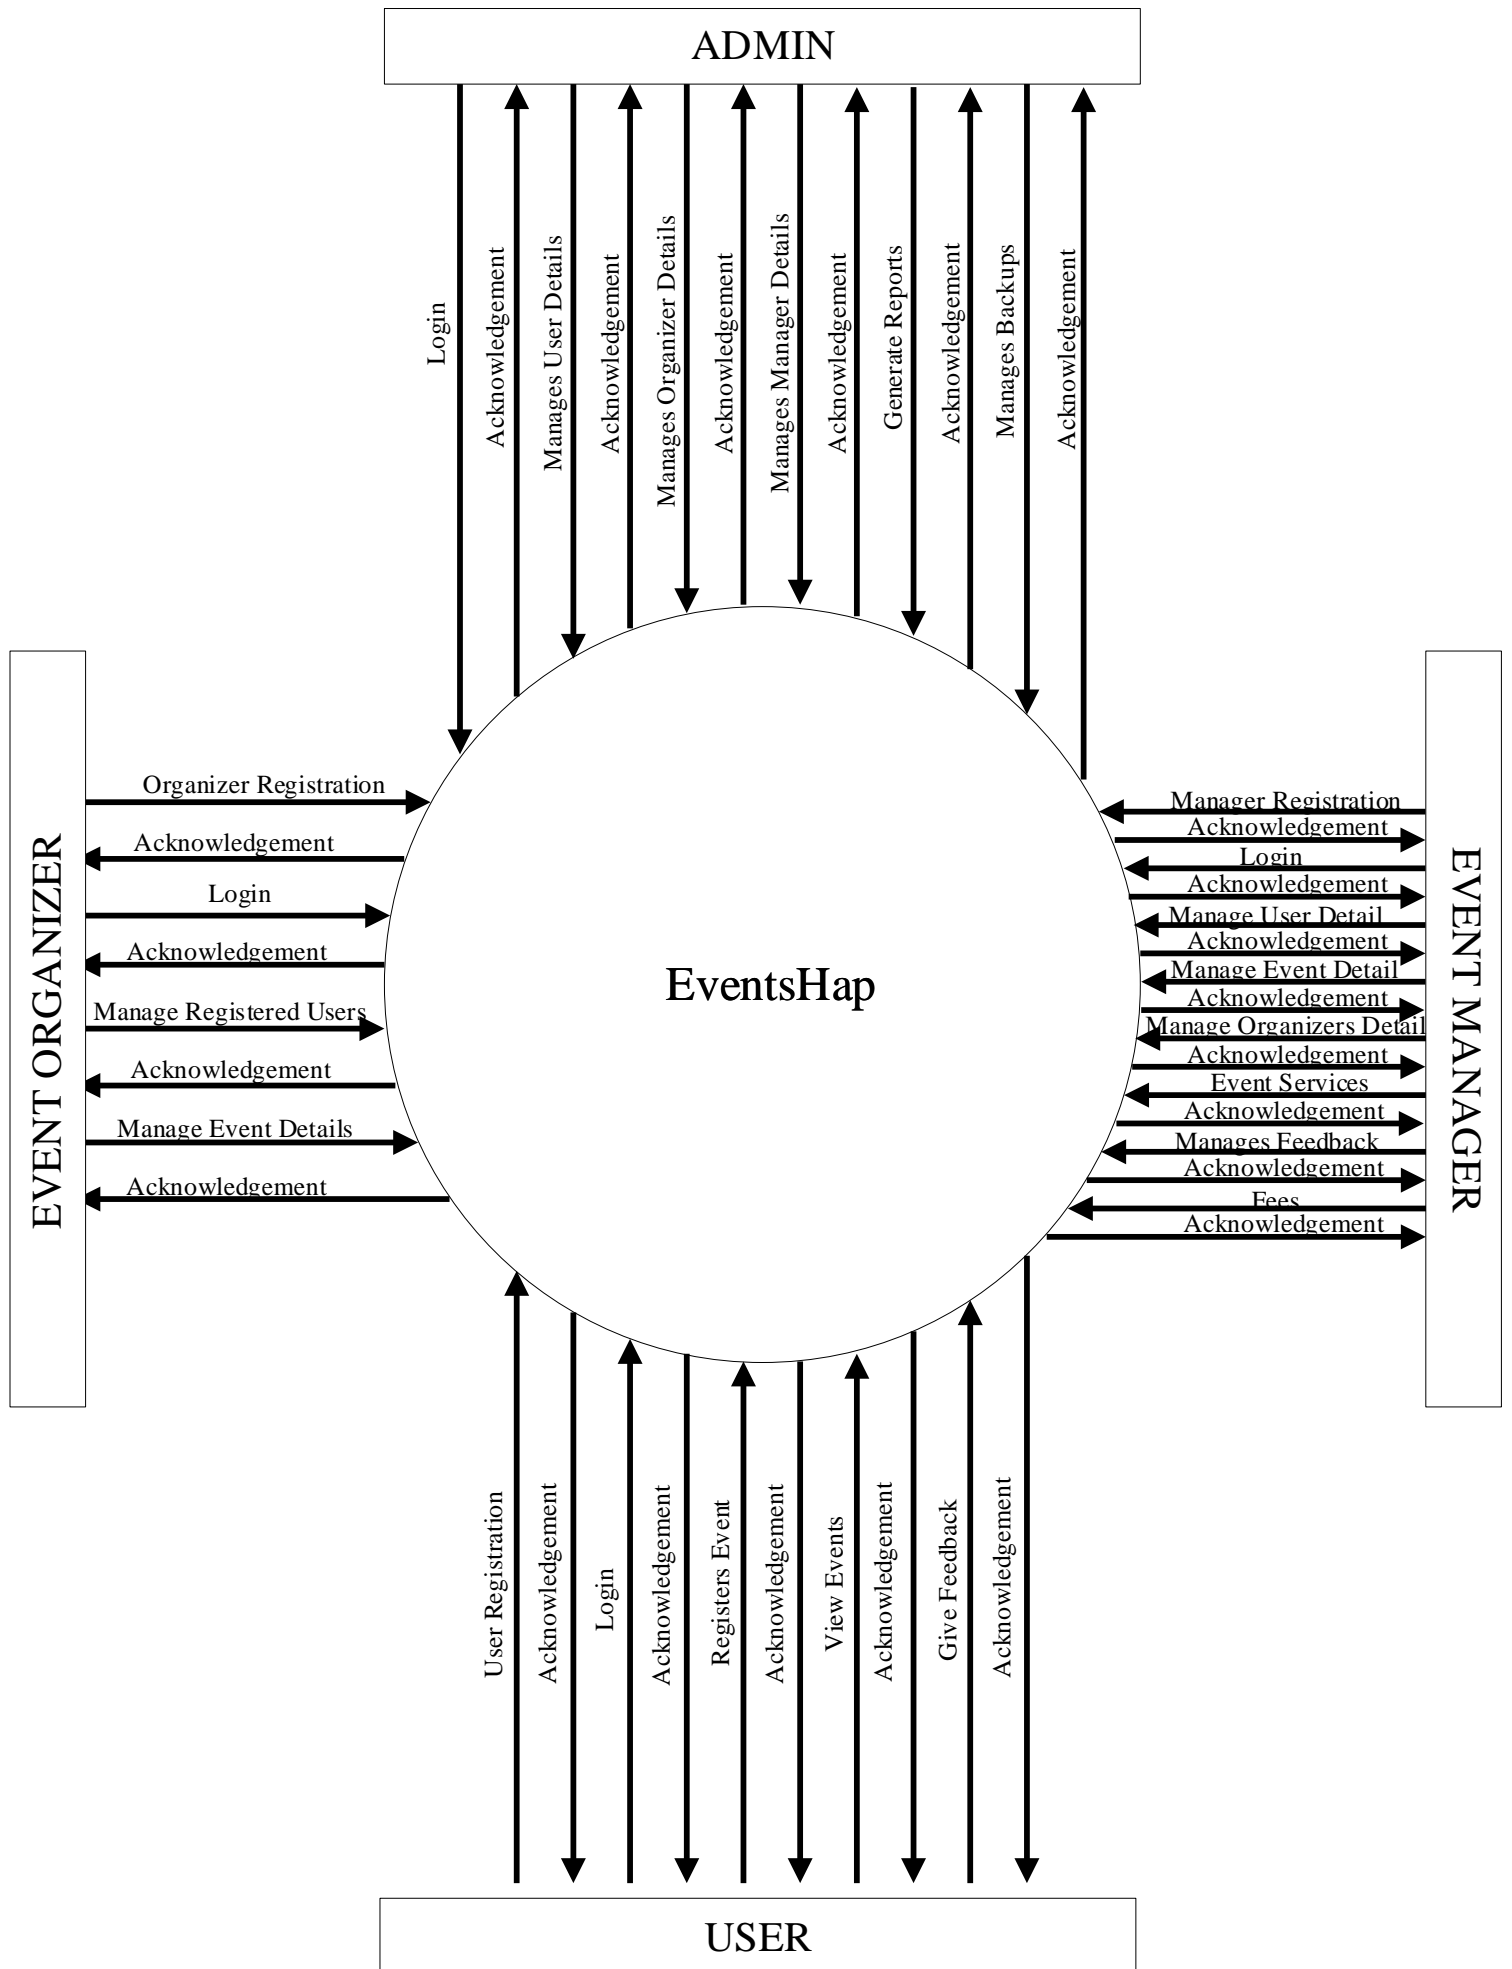 ADMIN
Login
Acknowledgement
Manages User Details
Acknowledgement
Manages Organizer Details
Acknowledgement
Manages Manager Details
Acknowledgement
Generate Reports
Acknowledgement
Manages Backups
Acknowledgement
EVENT ORGANIZER
Organizer Registration
Acknowledgement
Login
Acknowledgement
Manage Registered Users
Acknowledgement
Manage Event Details
Acknowledgement
EventsHap
Manager Registration
Acknowledgement
Login
Acknowledgement
Manage User Detail
Acknowledgement
Manage Event Detail
Acknowledgement
Manage Organizers Detail
Acknowledgement
Event Services
Acknowledgement
Manages Feedback
Acknowledgement
Fees
Acknowledgement
EVENT MANAGER
User Registration
Acknowledgement
Login
Acknowledgement
Registers Event
Acknowledgement
View Events
Acknowledgement
Give Feedback
Acknowledgement
USER